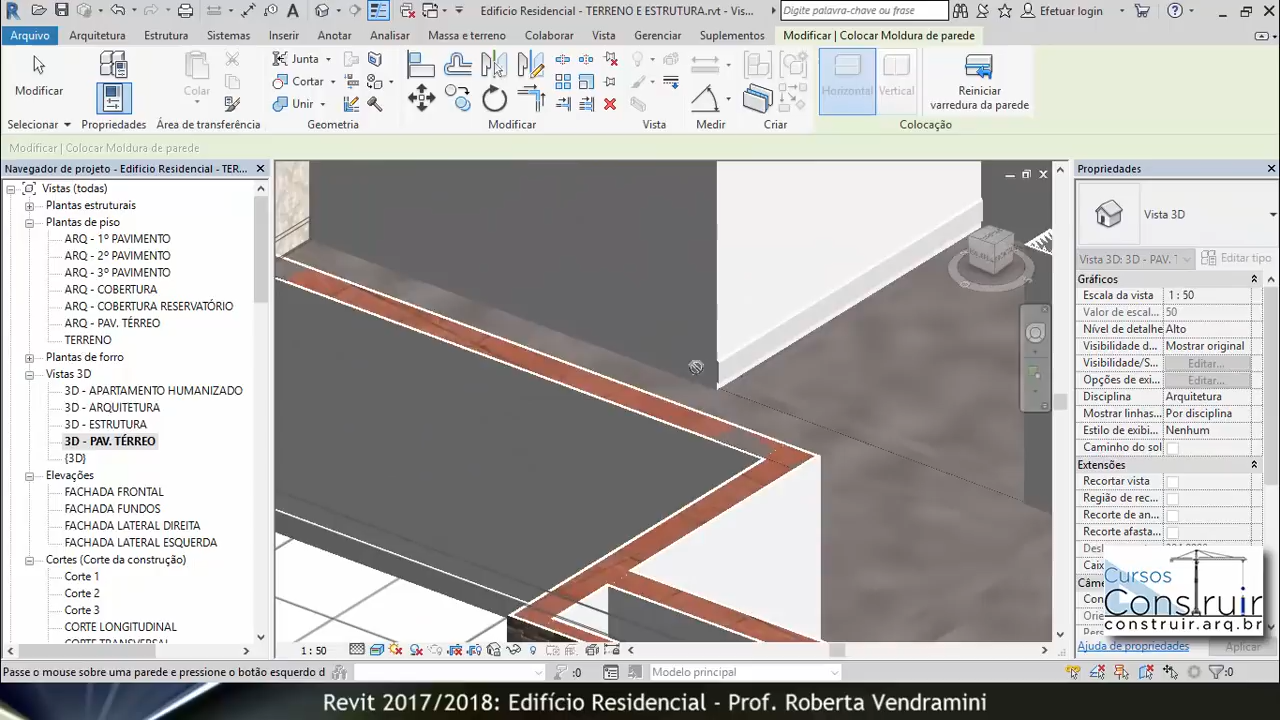 Edifício Residencial - TERRENO E ESTRUTURA.rvt - Vis...
Digite palavra-chave ou frase
Efetuar login
Arquivo
Arquitetura
Estrutura
Sistemas
Inserir
Anotar
Analisar
Massa e terreno
Colaborar
Vista
Gerenciar
Suplementos
Modificar | Colocar Moldura de parede
Modificar
Colar
Junta
Cortar
Unir
Horizontal
Vertical
Reiniciar
varredura da parede
Selecionar
Propriedades
Área de transferência
Geometria
Modificar
Vista
Medir
Criar
Colocação
Modificar | Colocar Moldura de parede
Navegador de projeto - Edifício Residencial - TER...
Vistas (todas)
Plantas estruturais
Plantas de piso
ARQ - 1º PAVIMENTO
ARQ - 2º PAVIMENTO
ARQ - 3º PAVIMENTO
ARQ - COBERTURA
ARQ - COBERTURA RESERVATÓRIO
ARQ - PAV. TÉRREO
TERRENO
Plantas de forro
Vistas 3D
3D - APARTAMENTO HUMANIZADO
3D - ARQUITETURA
3D - ESTRUTURA
3D - PAV. TÉRREO
{3D}
Elevações
FACHADA FRONTAL
FACHADA FUNDOS
FACHADA LATERAL DIREITA
FACHADA LATERAL ESQUERDA
Cortes (Corte da construção)
Corte 1
Corte 2
Corte 3
CORTE LONGITUDINAL
CORTE TRANSVERSAL
Propriedades
Vista 3D
Vista 3D: 3D - PAV. T
Editar tipo
Gráficos
Escala da vista 1 : 50
Valor de escal... 50
Nível de detalhe Alto
Visibilidade d... Mostrar original
Visibilidade/S... Editar...
Opções de exi... Editar...
Disciplina Arquitetura
Mostrar linhas... Por disciplina
Estilo de exibi... Nenhum
Caminho do sol
Extensões
Recortar vista
Região de rec...
Recorte de an...
Recorte afasta...
Caix
Câme
Con
Orie
Ajuda de propriedades
Aplicar
Cursos
Construir
construir.arq.br
1 : 50
Passe o mouse sobre uma parede e pressione o botão esquerdo d
:0
Modelo principal
:0
Revit 2017/2018: Edifício Residencial - Prof. Roberta Vendramini